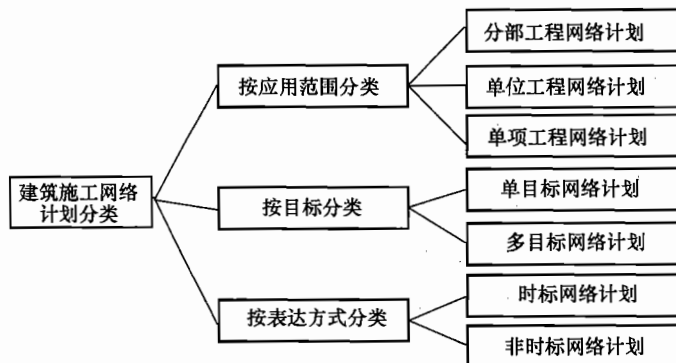 分部工程网络计划
按应用范围分类
单位工程网络计划
单项工程网络计划
建筑施工网络
计划分类
按目标分类
单目标网络计划
多目标网络计划
按表达方式分类
时标网络计划
非时标网络计划